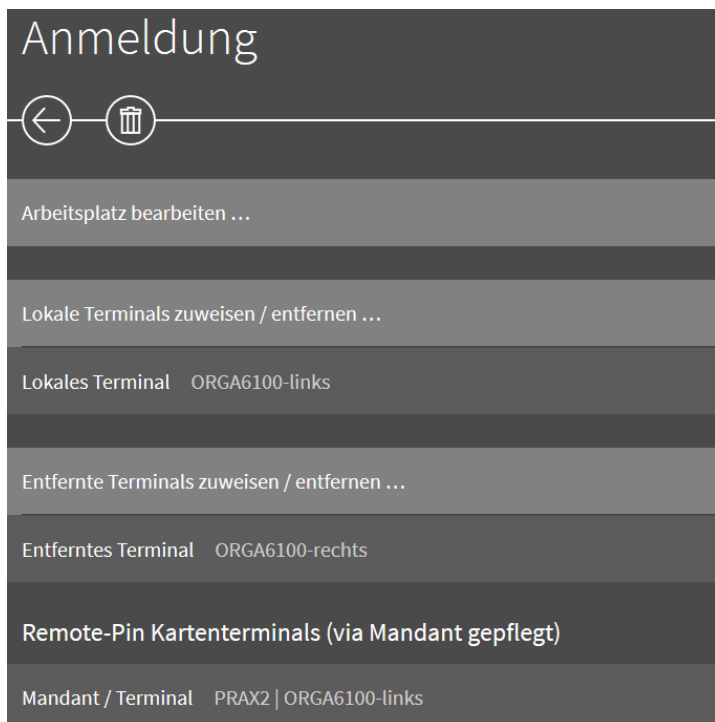 Anmeldung
Arbeitsplatz bearbeiten …
Lokale Terminals zuweisen / entfernen …
Lokales Terminal ORGA6100-links
Entfernte Terminals zuweisen / entfernen …
Entferntes Terminal ORGA6100-rechts
Remote-Pin Kartenterminals (via Mandant gepflegt)
Mandant / Terminal PRAX2 | ORGA6100-links